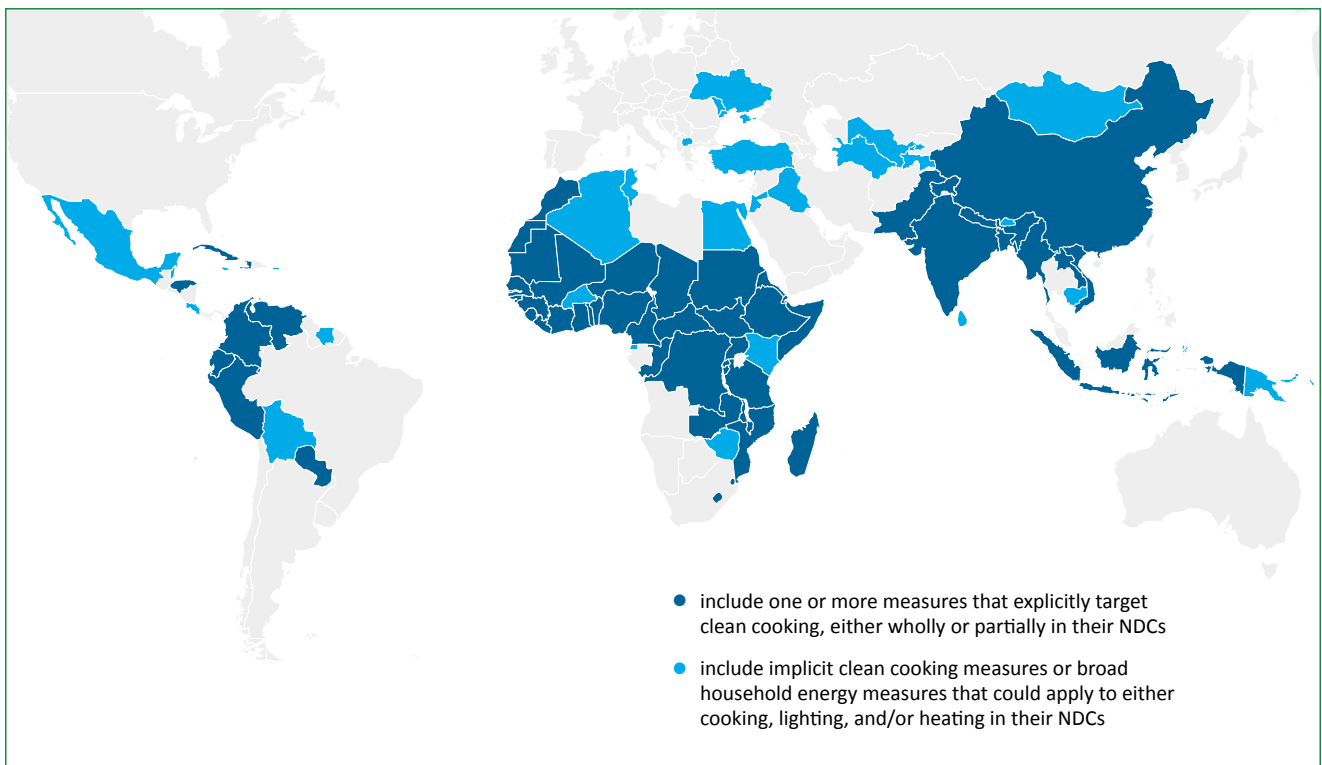 include one or more measures that explicitly target
clean cooking, either wholly or partially in their NDCs
include implicit clean cooking measures or broad
household energy measures that could apply to either
cooking, lighting, and/or heating in their NDCs